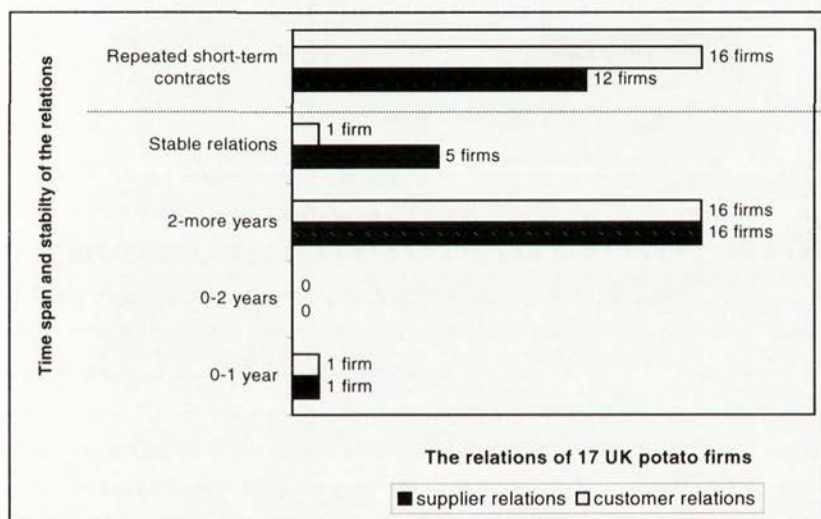 Time span and stability of the relations
Repeated short-term
contracts
16 firms
12 firms
Stable relations
1 firm
5 firms
2-more years
16 firms
16 firms
0-2 years
0
0
0-1 year
1 firm
1 firm
The relations of 17 UK potato firms
supplier relations customer relations